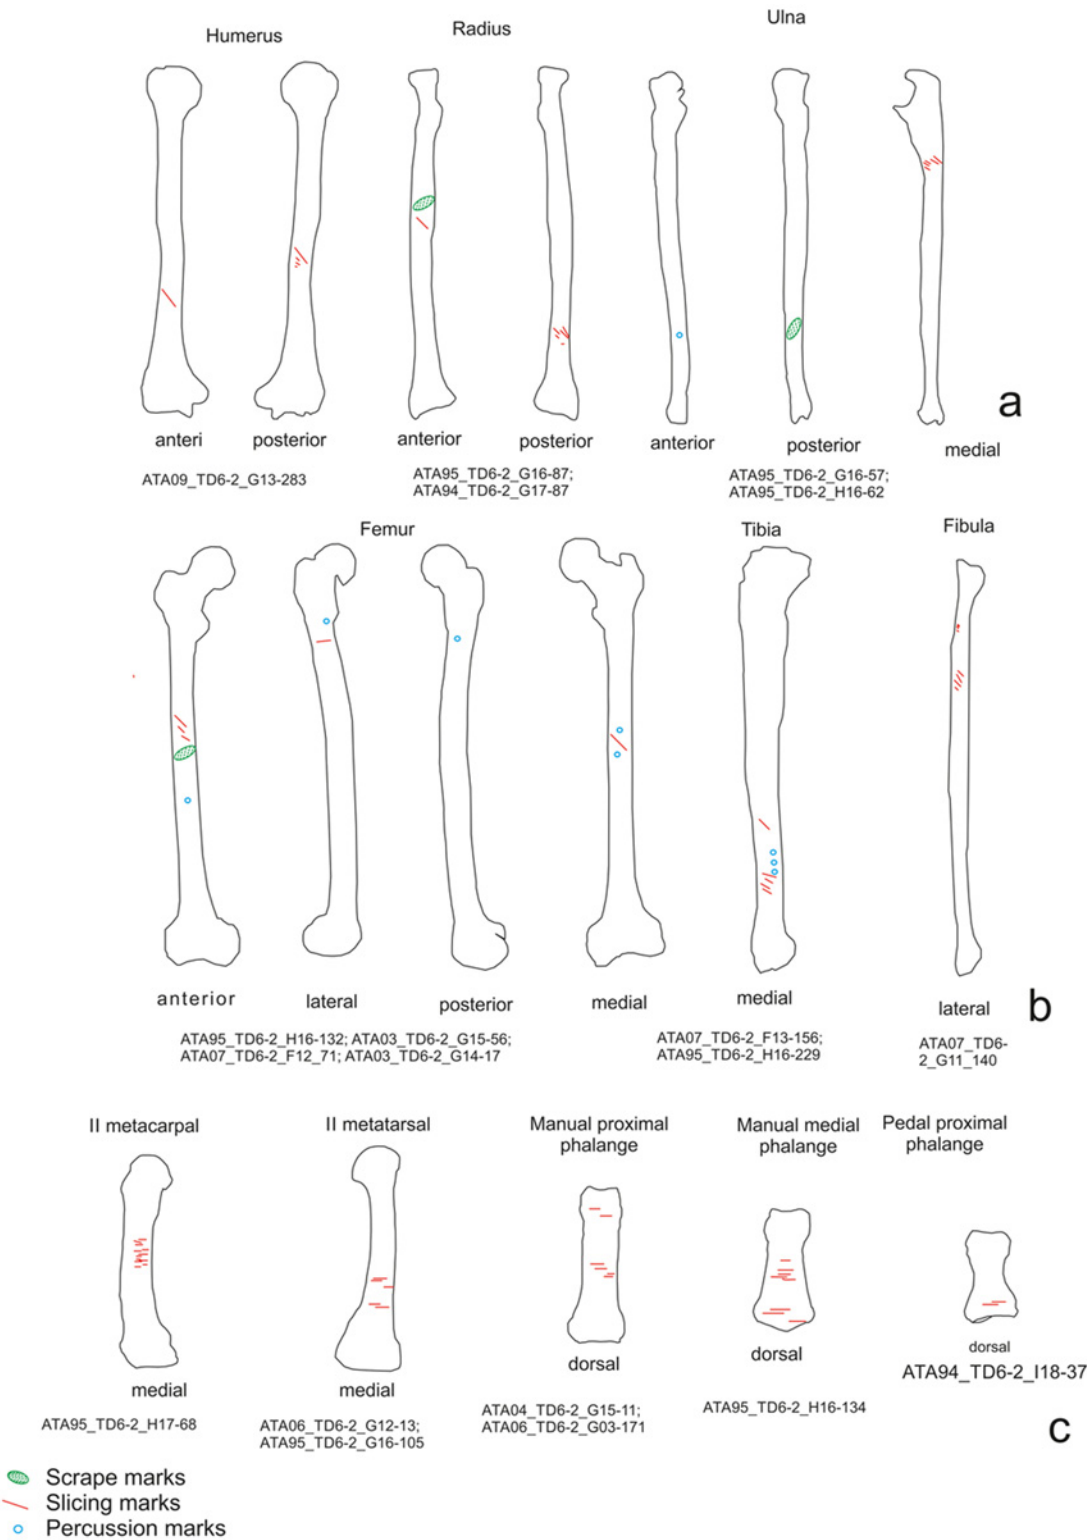 Humerus
Radius
Ulna
a
anteri
posterior
anterior
posterior
anterior
posterior
medial
ATA09_TD6-2_G13-283
ATA95_TD6-2_G16-87;
ATA94_TD6-2_G17-87
ATA95_TD6-2_G16-57;
ATA95_TD6-2_H16-62
Femur
Tibia
Fibula
b
anterior
lateral
posterior
medial
medial
lateral
ATA95_TD6-2_H16-132; ATA03_TD6-2_G15-56;
ATA07_TD6-2_F12_71; ATA03_TD6-2_G14-17
ATA07_TD6-2_F13-156;
ATA95_TD6-2_H16-229
ATA07_TD6-
2_G11_140
II metacarpal
II metatarsal
Manual proximal
phalange
Manual medial
phalange
Pedal proximal
phalange
medial
medial
dorsal
dorsal
dorsal
ATA95_TD6-2_H17-68
ATA06_TD6-2_G12-13;
ATA95_TD6-2_G16-105
ATA04_TD6-2_G15-11;
ATA06_TD6-2_G03-171
ATA95_TD6-2_H16-134
ATA94_TD6-2_I18-37
c
Scrape marks
Slicing marks
Percussion marks